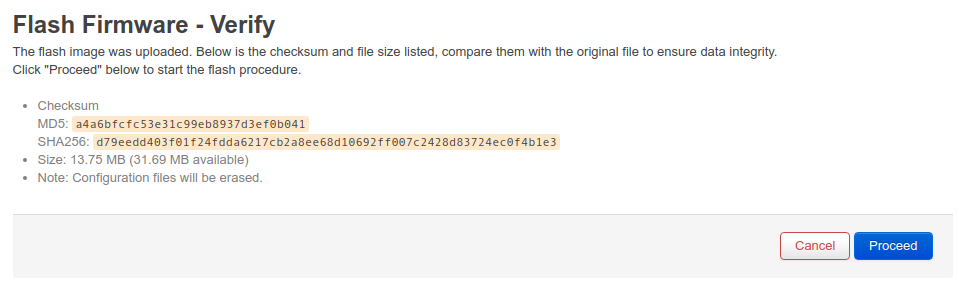 Flash Firmware - Verify
The flash image was uploaded. Below is the checksum and file size listed, compare them with the original file to ensure data integrity.
Click "Proceed" below to start the flash procedure.
Checksum
MD5: a4a6bfcfc53e31c99eb8937d3ef0b041
SHA256: d79eedd403f01f24fdda6217cb2a8ee68d10692ff007c2428d83724ec0f4b1e3
Size: 13.75 MB (31.69 MB available)
Note: Configuration files will be erased.
Cancel Proceed